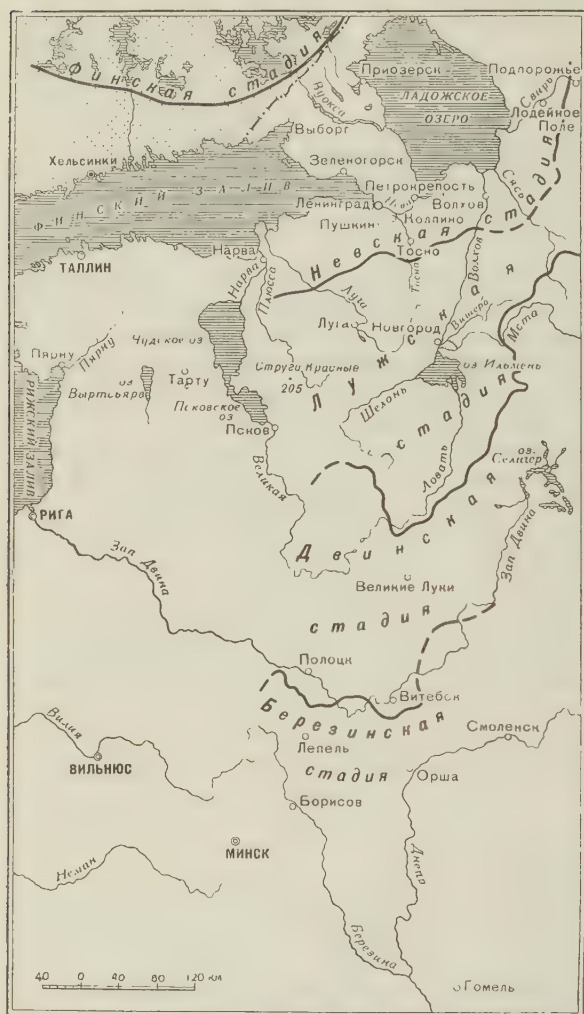 Финская стадия
Приозерск
Подпорожье
Вуокса
ЛАДОЖСКОЕ
ОЗЕРО
Свирь
Лодейное
Поле
Выборг
Хельсинки
Зеленогорск
ФИНСКИЙ ЗАЛИВ
Петрокрепость
Волхов
Сясь
Ленинград
Нева
Колпино
Пушкин
Тосно
Тосна
Невская стадия
Волхов
ТАЛЛИН
Нарва
Нарва
Плюсса
Луга
Луга
Новгород
Вишера
Мста
Чудское оз
Пярну
Пярну
оз
Выртсьярв
Тарту
Струги Красные
205
оз Ильмень
Лужская
стадия
Шелонь
Псковское
оз
Псков
РИЖСКИЙ ЗАЛИВ
Великая
Ловать
оз.
Селигер
РИГА
Зап Двина
Двинская
стадия
Зап Двина
Великие Луки
Полоцк
Витебск
Березинская
стадия
Лепель
Смоленск
Вилия
ВИЛЬНЮС
Орша
Борисов
МИНСК
Неман
Днепр
Березина
40 0 40 80 120 км
Гомель